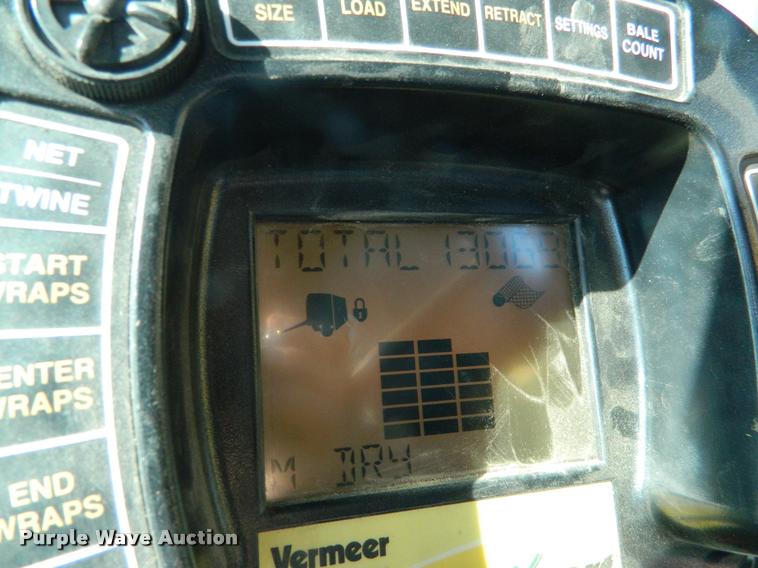 SIZE LOAD EXTEND RETRACT SETTINGS BALE COUNT
NET
TWINE
START WRAPS
TOTAL 13063
CENTER WRAPS
M DRY
END WRAPS
Purple Wave Auction
Vermeer